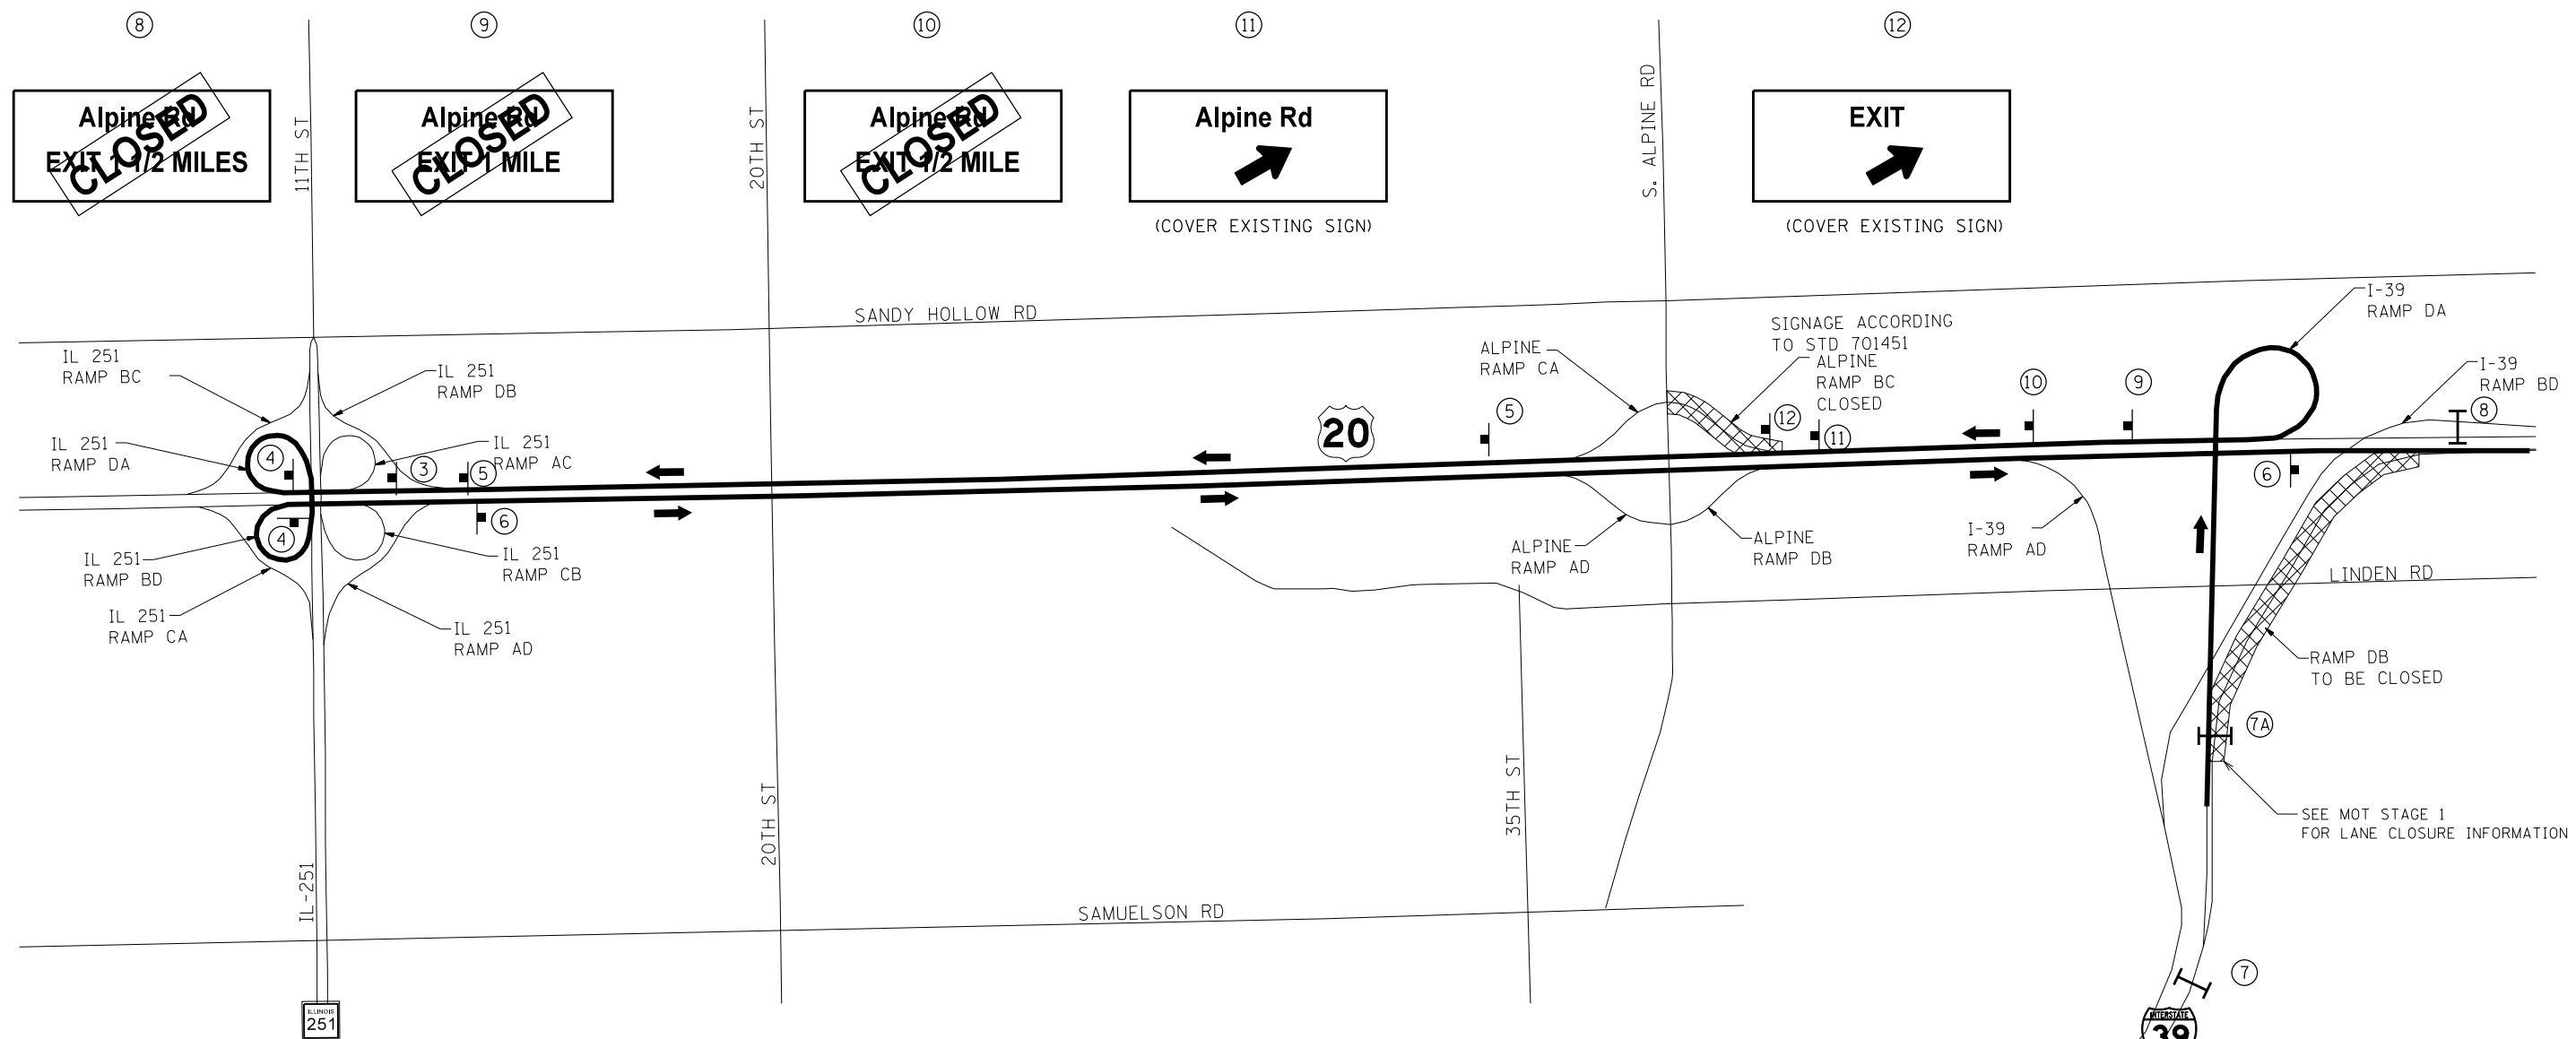 8
9
10
11
12
Alpine Rd
EXIT 1 1/2 MILES
CLOSED
Alpine Rd
EXIT 1 MILE
CLOSED
Alpine Rd
EXIT 1/2 MILE
CLOSED
Alpine Rd
(COVER EXISTING SIGN)
EXIT
(COVER EXISTING SIGN)
11TH ST
20TH ST
S. ALPINE RD
SANDY HOLLOW RD
I-39
RAMP DA
SIGNAGE ACCORDING
TO STD 701451
ALPINE
RAMP BC
CLOSED
ALPINE
RAMP CA
IL 251
RAMP BC
IL 251
RAMP DB
I-39
RAMP BD
IL 251
RAMP DA
IL 251
RAMP AC
20
5
12
11
10
9
8
4
3
5
6
4
6
IL 251
RAMP BD
IL 251
RAMP CB
IL 251
RAMP CA
IL 251
RAMP AD
ALPINE
RAMP AD
ALPINE
RAMP DB
I-39
RAMP AD
LINDEN RD
RAMP DB
TO BE CLOSED
7A
SEE MOT STAGE 1
FOR LANE CLOSURE INFORMATION
IL-251
20TH ST
35TH ST
SAMUELSON RD
7
ILLINOIS
251
INTERSTATE
39